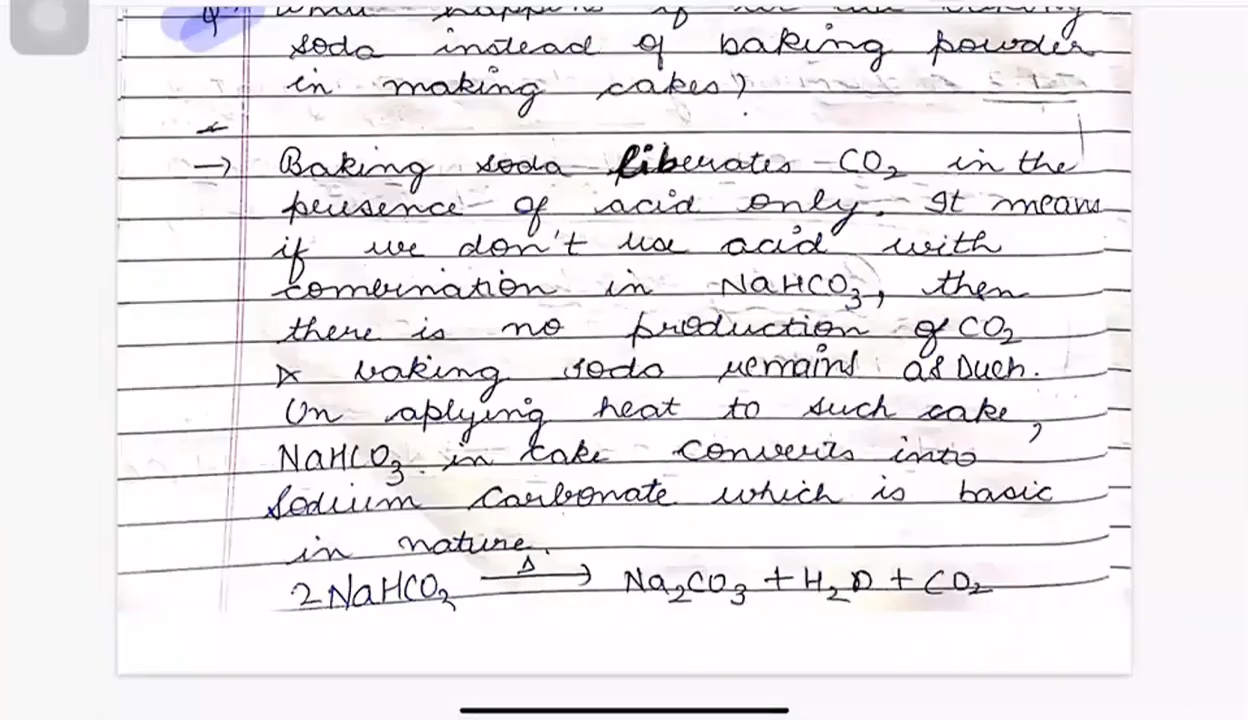 soda instead of baking powder
in making cakes?
→ Baking soda liberates CO₂ in the
peresence of acid only. It means
if we don't use acid with
combination in NaHCO₃, then
there is no production of CO₂
& baking soda remains as such.
On aplying heat to such cake,
NaHCO₃ in cake converts into
Sodium Carbonate which is basic
in nature.
2NaHCO₃ —Δ→ Na₂CO₃ + H₂O + CO₂